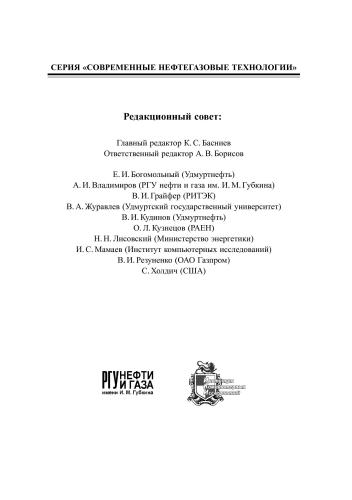 СЕРИЯ «СОВРЕМЕННЫЕ НЕФТЕГАЗОВЫЕ ТЕХНОЛОГИИ»
Редакционный совет:
Главный редактор К. С. Басниев
Ответственный редактор А. В. Борисов
Е. И. Богомольный (Удмуртнефть)
А. И. Владимиров (РГУ нефти и газа им. И. М. Губкина)
В. И. Грайфер (РИТЭК)
В. А. Журавлев (Удмуртский государственный университет)
В. И. Кудинов (Удмуртнефть)
О. Л. Кузнецов (РАЕН)
Н. Н. Лисовский (Министерство энергетики)
И. С. Мамаев (Институт компьютерных исследований)
В. И. Резуненко (ОАО Газпром)
С. Холдич (США)
РГУ НЕФТИ
И ГАЗА
имени И. М. Губкина